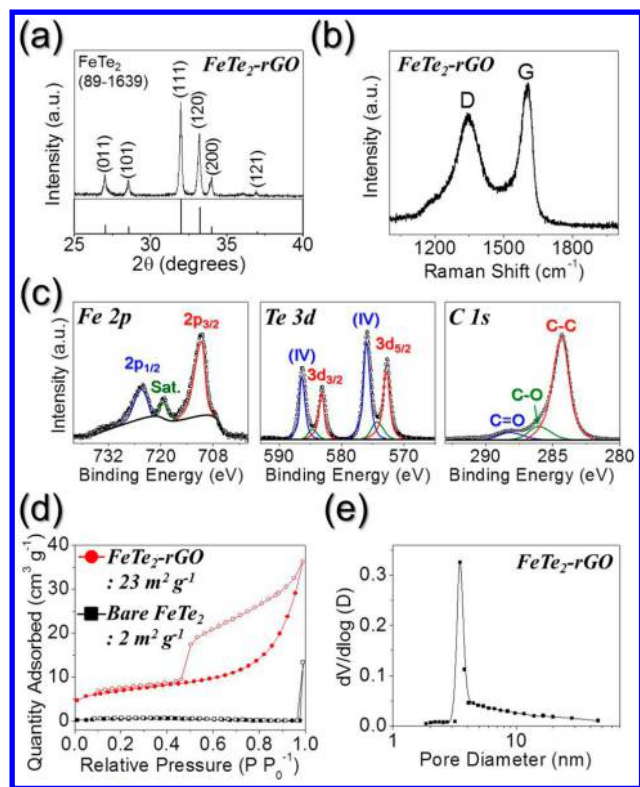 (a)
FeTe2
(89-1639)
FeTe2-rGO
(011)
(101)
(111)
(120)
(200)
(121)
Intensity (a.u.)
25 30 35 40
2θ (degrees)
(b)
FeTe2-rGO
D
G
Intensity (a.u.)
1200 1500 1800
Raman Shift (cm-1)
(c)
Fe 2p
2p1/2
Sat.
2p3/2
Intensity (a.u.)
732 720 708
Binding Energy (eV)
Te 3d
(IV)
3d3/2
(IV)
3d5/2
590 580 570
Binding Energy (eV)
C 1s
C-C
C-O
C=O
290 285 280
Binding Energy (eV)
(d)
FeTe2-rGO
: 23 m2 g-1
Bare FeTe2
: 2 m2 g-1
Quantity Adsorbed (cm3 g-1)
40
30
20
10
0
0.0 0.2 0.4 0.6 0.8 1.0
Relative Pressure (P P0-1)
(e)
FeTe2-rGO
dV/dlog (D)
0.3
0.2
0.1
0.0
1 10
Pore Diameter (nm)